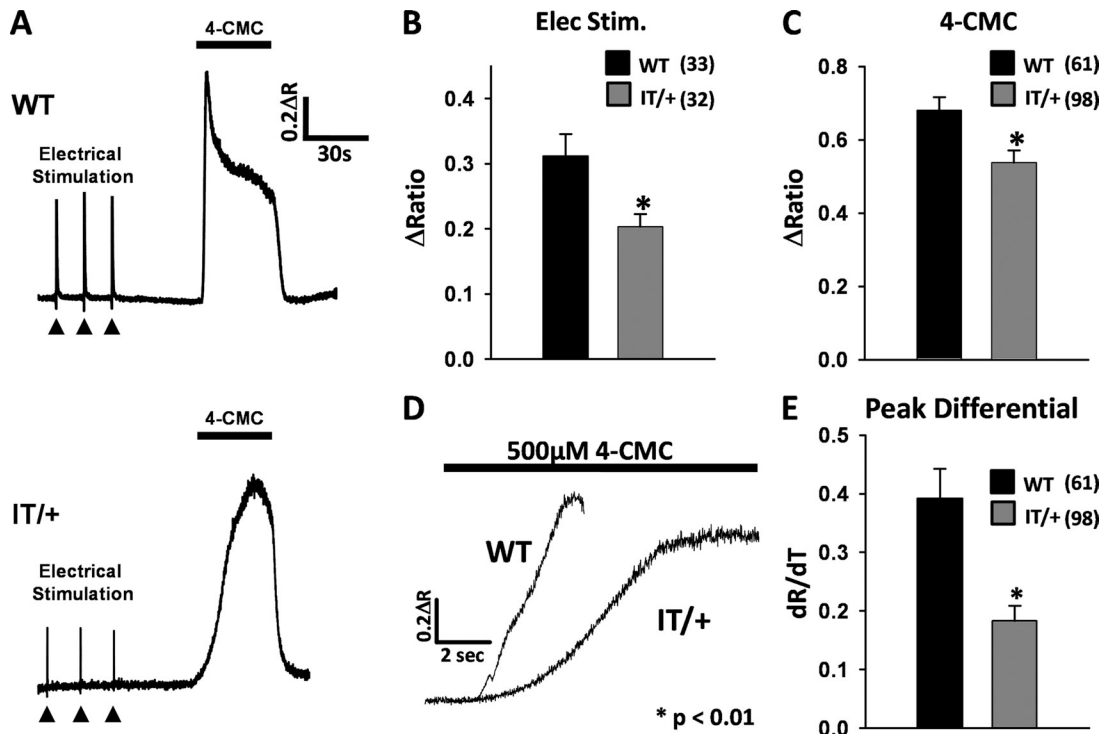 A
4-CMC
WT
0.2ΔR
30s
Electrical
Stimulation
4-CMC
IT/+
Electrical
Stimulation
B
Elec Stim.
WT (33)
IT/+ (32)
ΔRatio
0.4
0.3
0.2
0.1
0.0
*
C
4-CMC
WT (61)
IT/+ (98)
ΔRatio
0.8
0.6
0.4
0.2
0.0
*
D
500µM 4-CMC
WT
IT/+
0.2ΔR
2 sec
* p < 0.01
E
Peak Differential
WT (61)
IT/+ (98)
dR/dT
0.5
0.4
0.3
0.2
0.1
0.0
*